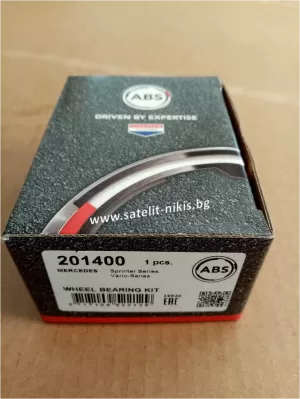 ABS
DRIVEN BY EXPERTISE
www.satelit-nikis.bg
201400 1 pcs.
MERCEDES Sprinter Series.
Vario-Series
ABS
WHEEL BEARING KIT
EAC